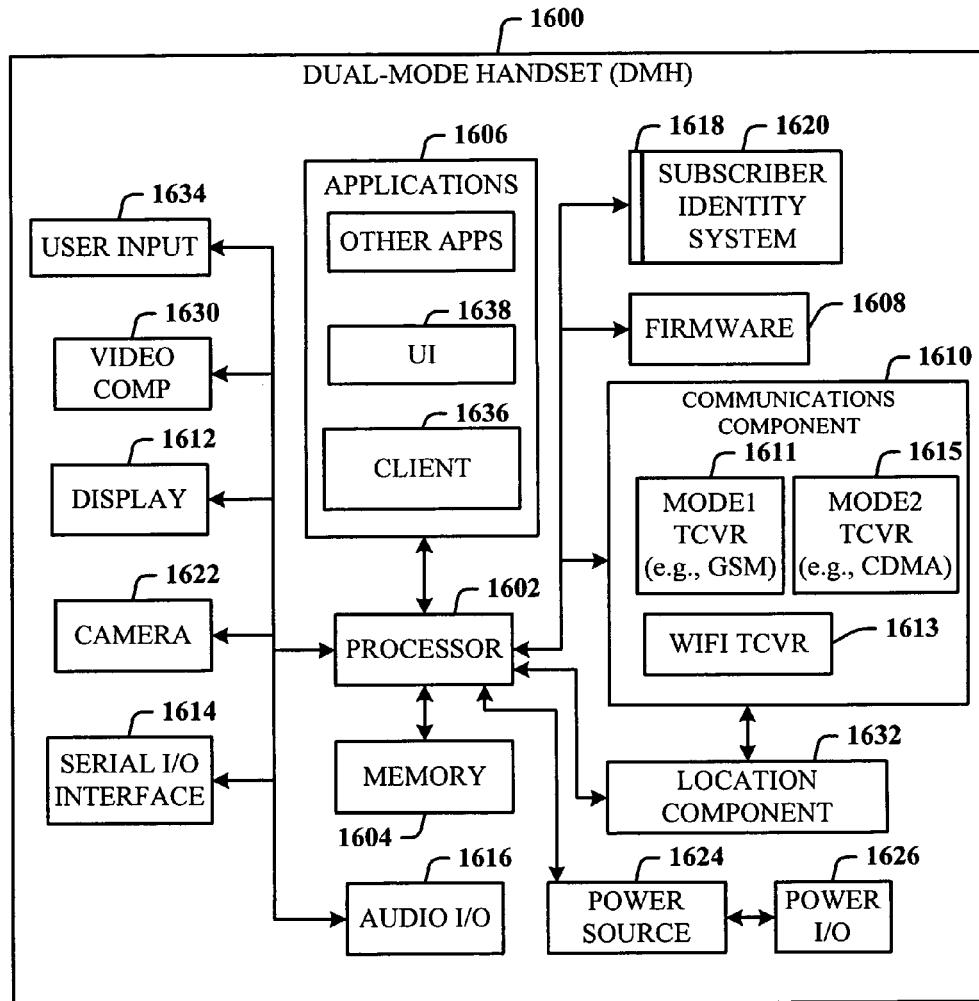 1600
DUAL-MODE HANDSET (DMH)
1606
APPLICATIONS
OTHER APPS
1638
UI
1636
CLIENT
1618
1620
SUBSCRIBER
IDENTITY
SYSTEM
1634
USER INPUT
1630
VIDEO
COMP
1608
FIRMWARE
1610
COMMUNICATIONS
COMPONENT
1611
MODE1
TCVR
(e.g., GSM)
1615
MODE2
TCVR
(e.g., CDMA)
1613
WIFI TCVR
1612
DISPLAY
1622
CAMERA
1602
PROCESSOR
1614
SERIAL I/O
INTERFACE
MEMORY
1604
1632
LOCATION
COMPONENT
1616
AUDIO I/O
1624
POWER
SOURCE
1626
POWER
I/O